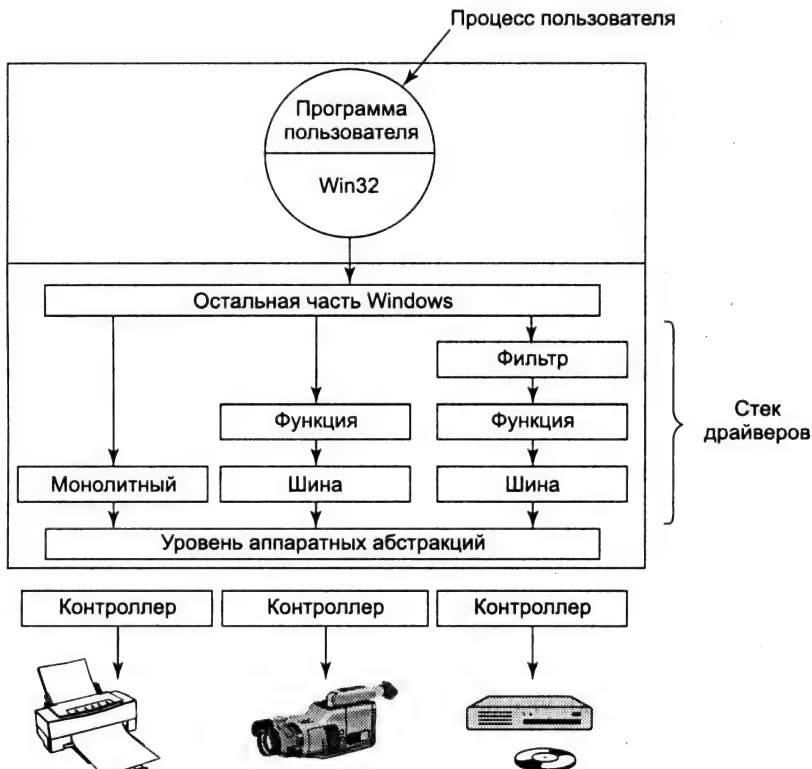 Процесс пользователя
Программа
пользователя
Win32
Остальная часть Windows
Фильтр
Функция
Функция
Стек
драйверов
Монолитный
Шина
Шина
Уровень аппаратных абстракций
Контроллер
Контроллер
Контроллер